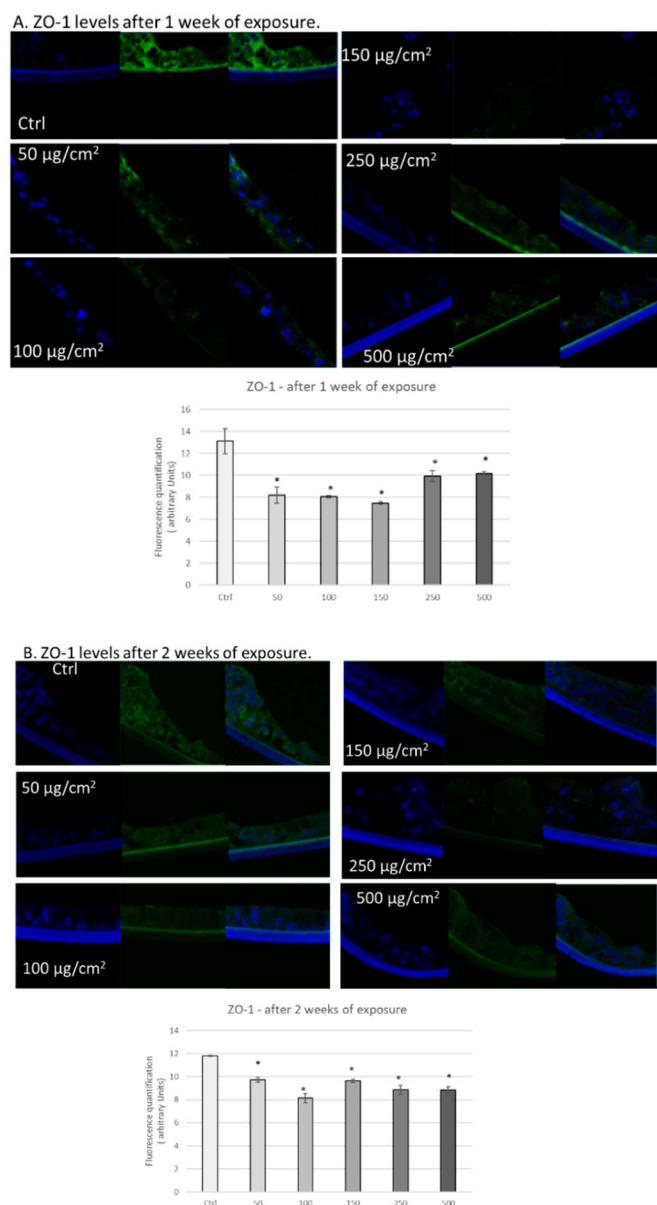 A. ZO-1 levels after 1 week of exposure.
Ctrl
150 µg/cm²
50 µg/cm²
250 µg/cm²
100 µg/cm²
500 µg/cm²
ZO-1 - after 1 week of exposure
Fluorescence quantification
( arbitrary Units)
16
14
12
10
8
6
4
2
0
* * * * *
Ctrl 50 100 150 250 500
B. ZO-1 levels after 2 weeks of exposure.
Ctrl
150 µg/cm²
50 µg/cm²
250 µg/cm²
100 µg/cm²
500 µg/cm²
ZO-1 - after 2 weeks of exposure
Fluorescence quantification
( arbitrary Units)
14
12
10
8
6
4
2
0
* * * * *
Ctrl 50 100 150 250 500